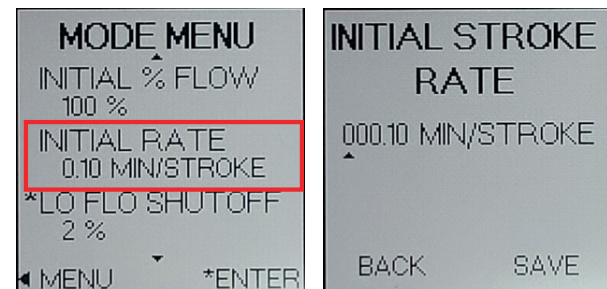 MODE MENU
INITIAL % FLOW
100 %
INITIAL RATE
0.10 MIN/STROKE
*LO FLO SHUTOFF
2 %
MENU *ENTER
INITIAL STROKE
RATE
000.10 MIN/STROKE
BACK SAVE